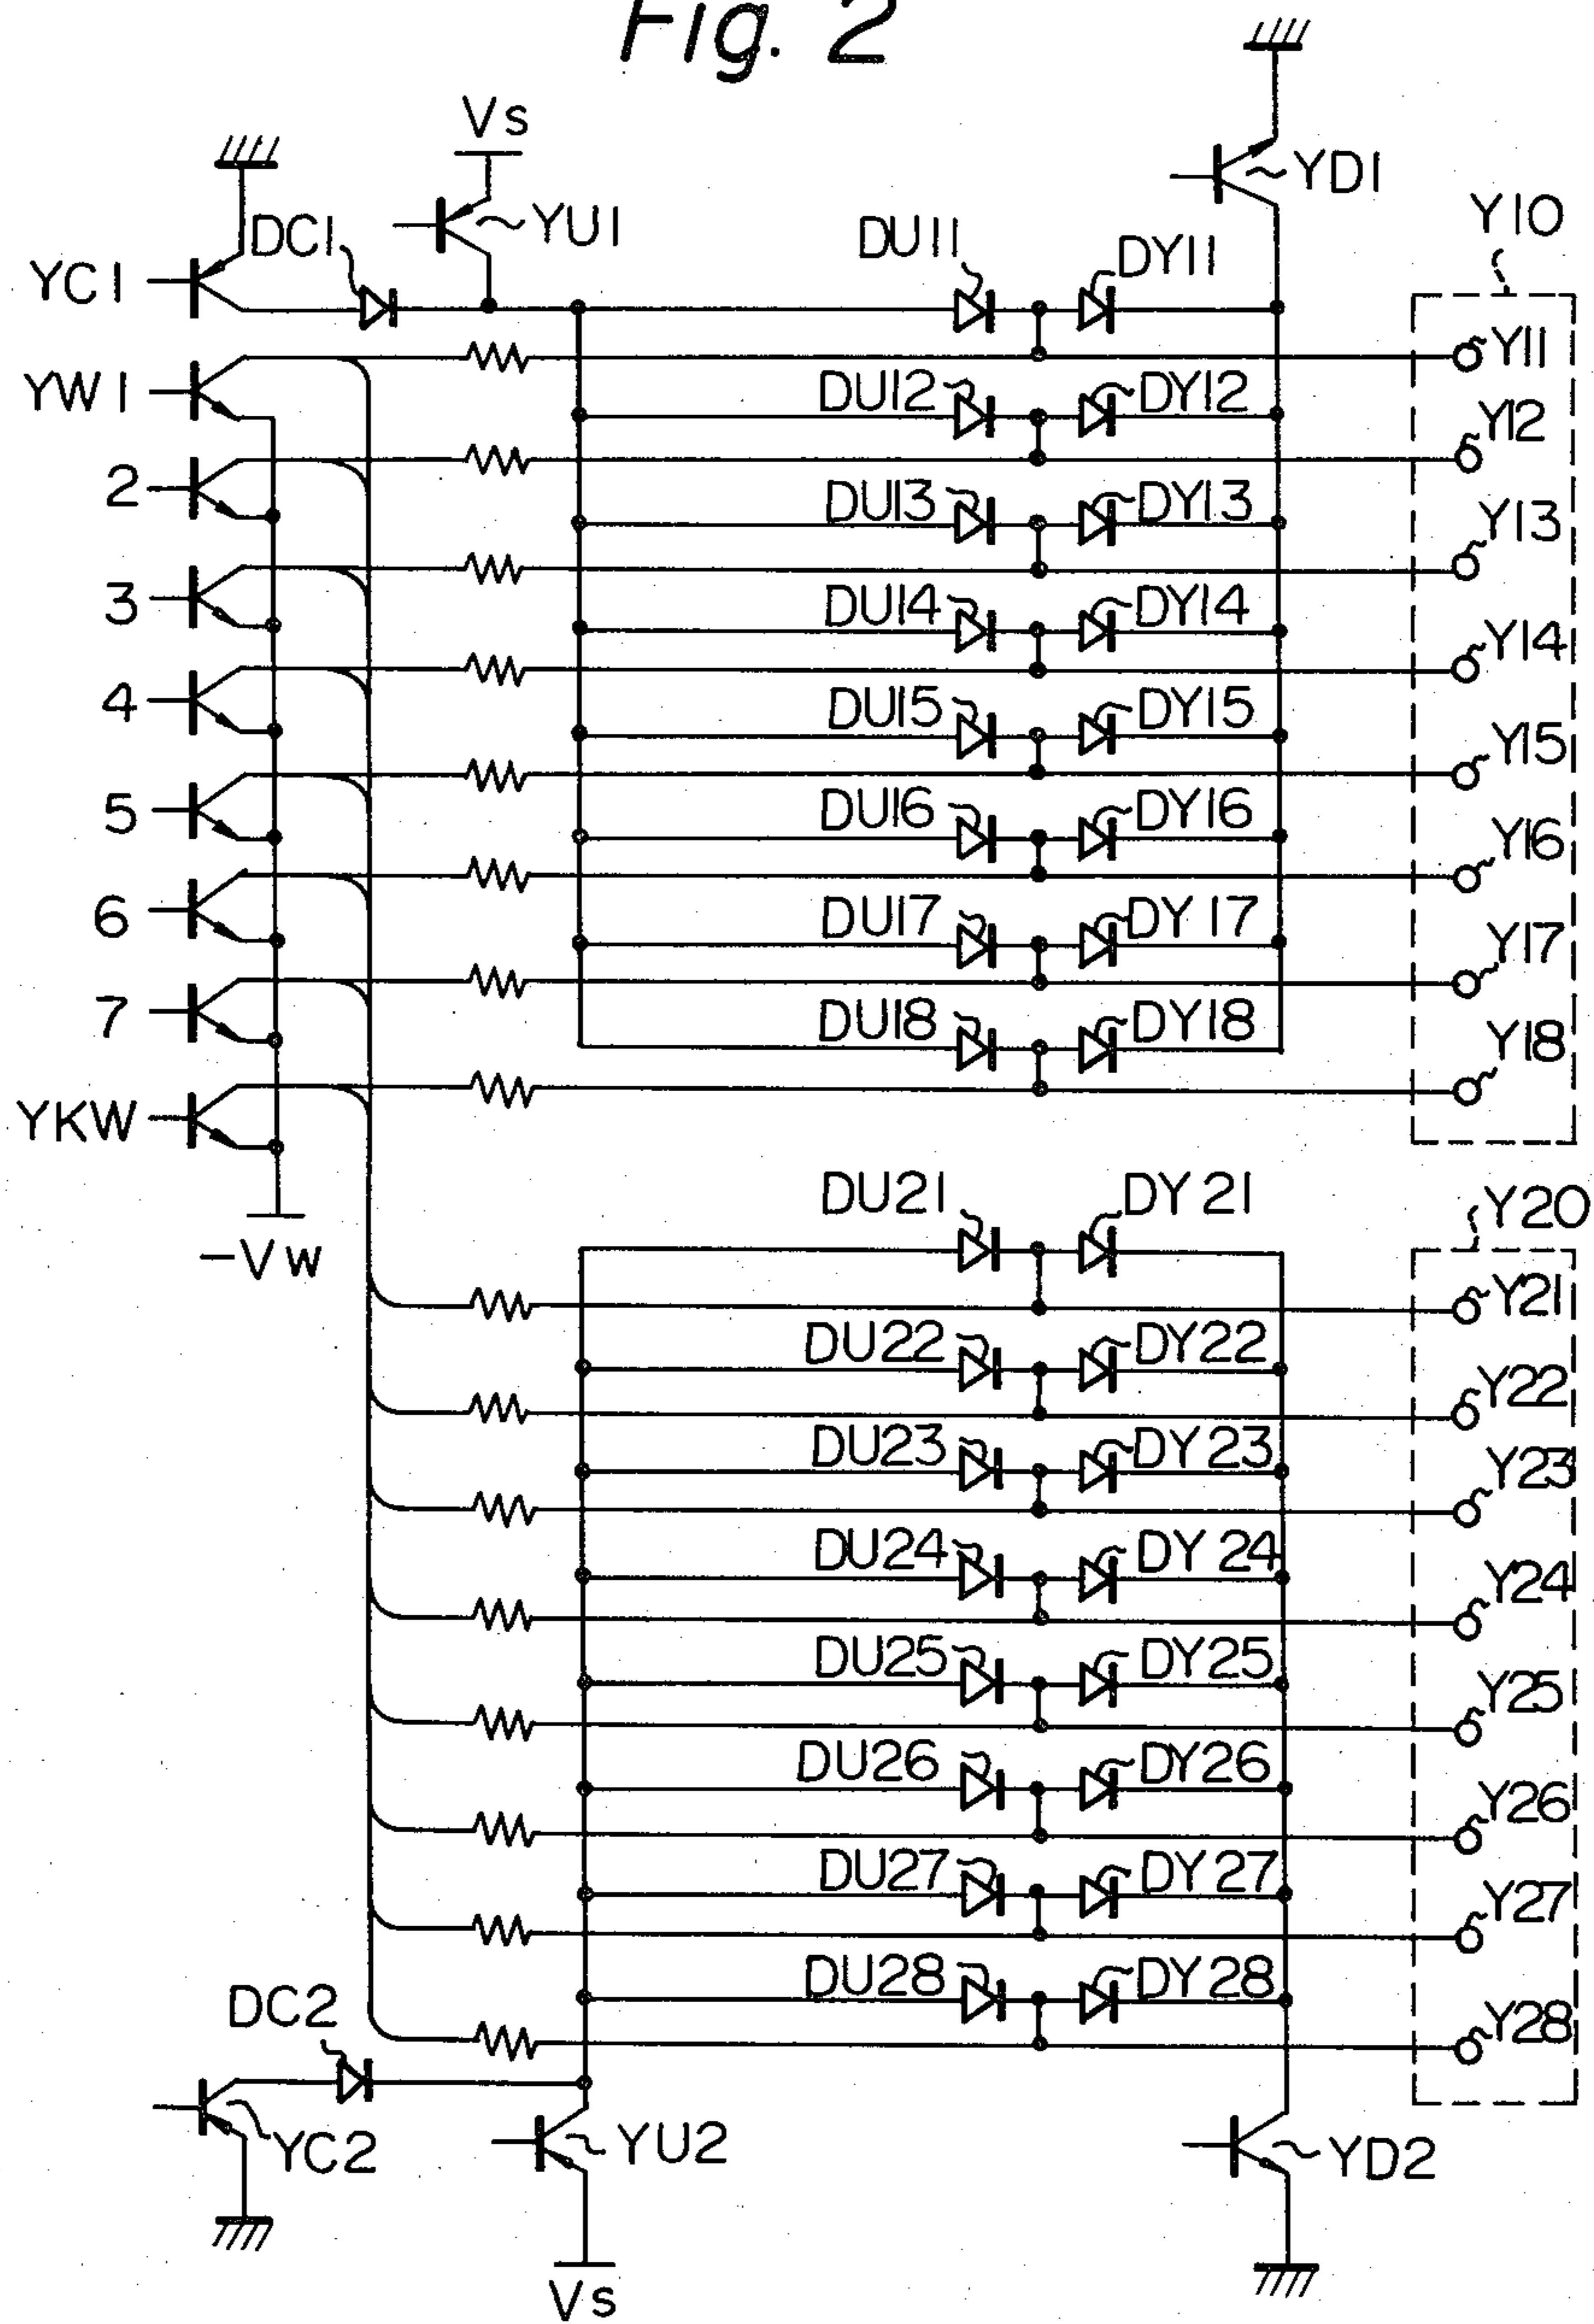 Fig. 2
Vs
YD1
Y10
DC1
YU1
DU11
DY11
YC1
Y11
YW1
DU12
DY12
Y12
2
DU13
DY13
Y13
3
DU14
DY14
Y14
4
DU15
DY15
Y15
5
DU16
DY16
Y16
6
DU17
DY17
Y17
7
DU18
DY18
Y18
YKW
DU21
DY21
Y20
-Vw
Y21
DU22
DY22
Y22
DU23
DY23
Y23
DU24
DY24
Y24
DU25
DY25
Y25
DU26
DY26
Y26
DU27
DY27
Y27
DU28
DY28
DC2
Y28
YC2
YU2
YD2
Vs